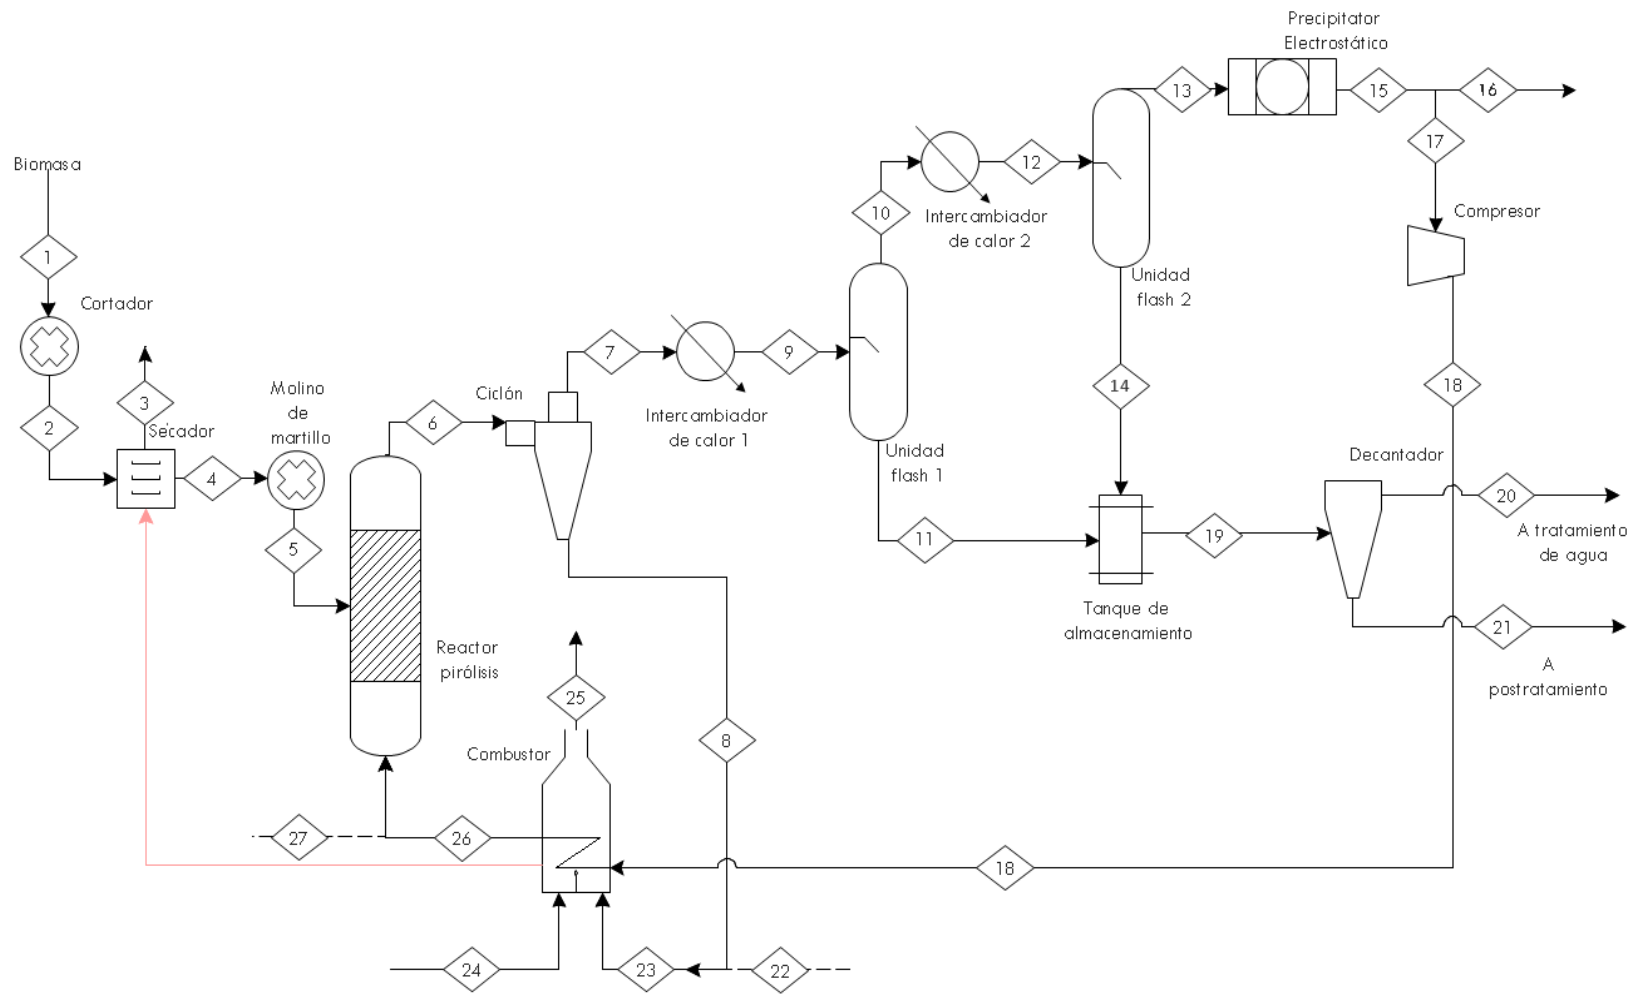 Precipitator
Electrostático
13
15
16
17
Biomasa
12
10
Compresor
Intercambiador
de calor 2
1
Unidad
flash 2
Cortador
7
9
Molino
de
martillo
Ciclón
14
18
3
Intercambiador
de calor 1
2
Sécador
6
Unidad
flash 1
Decantador
4
20
5
11
19
A tratamiento
de agua
Tanque de
almacenamiento
21
Reactor
pirólisis
A
postratamiento
25
8
Combustor
27
26
18
24
23
22